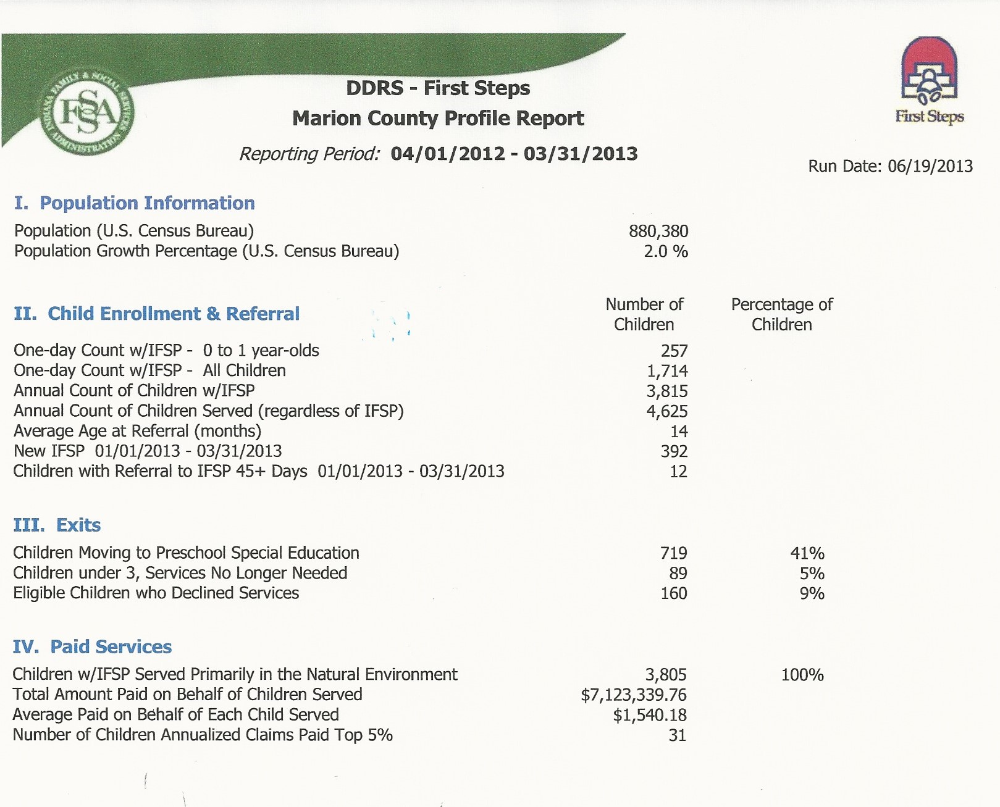 DDRS - First Steps
Marion County Profile Report
Reporting Period: 04/01/2012 - 03/31/2013
INDIANA FAMILY & SOCIAL SERVICES ADMINISTRATION
FSSA
First Steps
Run Date: 06/19/2013
I. Population Information
Population (U.S. Census Bureau) 880,380
Population Growth Percentage (U.S. Census Bureau) 2.0 %
II. Child Enrollment & Referral
Number of Children
Percentage of Children
One-day Count w/IFSP - 0 to 1 year-olds 257
One-day Count w/IFSP - All Children 1,714
Annual Count of Children w/IFSP 3,815
Annual Count of Children Served (regardless of IFSP) 4,625
Average Age at Referral (months) 14
New IFSP 01/01/2013 - 03/31/2013 392
Children with Referral to IFSP 45+ Days 01/01/2013 - 03/31/2013 12
III. Exits
Children Moving to Preschool Special Education 719 41%
Children under 3, Services No Longer Needed 89 5%
Eligible Children who Declined Services 160 9%
IV. Paid Services
Children w/IFSP Served Primarily in the Natural Environment 3,805 100%
Total Amount Paid on Behalf of Children Served $7,123,339.76
Average Paid on Behalf of Each Child Served $1,540.18
Number of Children Annualized Claims Paid Top 5% 31